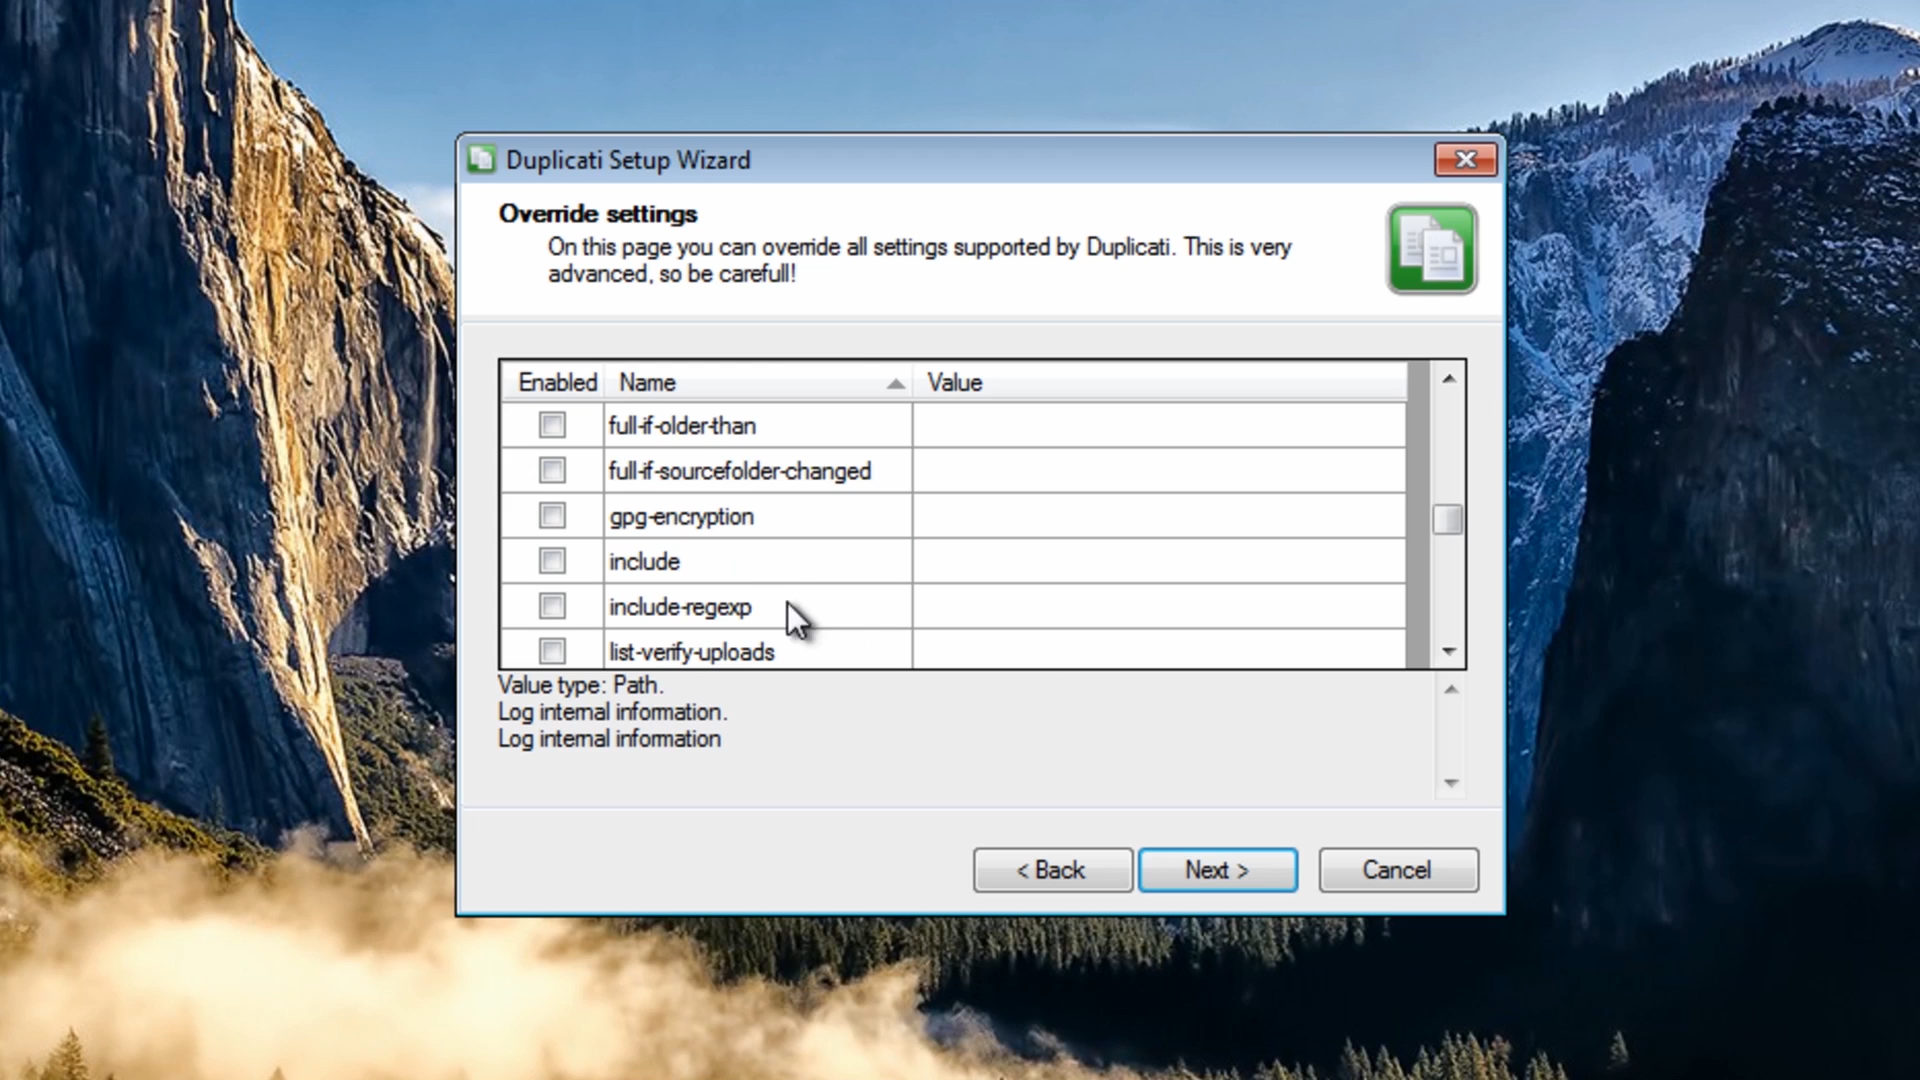 Duplicati Setup Wizard
Override settings
On this page you can override all settings supported by Duplicati. This is very
advanced, so be carefull!
Enabled Name Value
full-if-older-than
full-if-sourcefolder-changed
gpg-encryption
include
include-regexp
list-verify-uploads
Value type: Path.
Log internal information.
Log internal information
< Back Next > Cancel